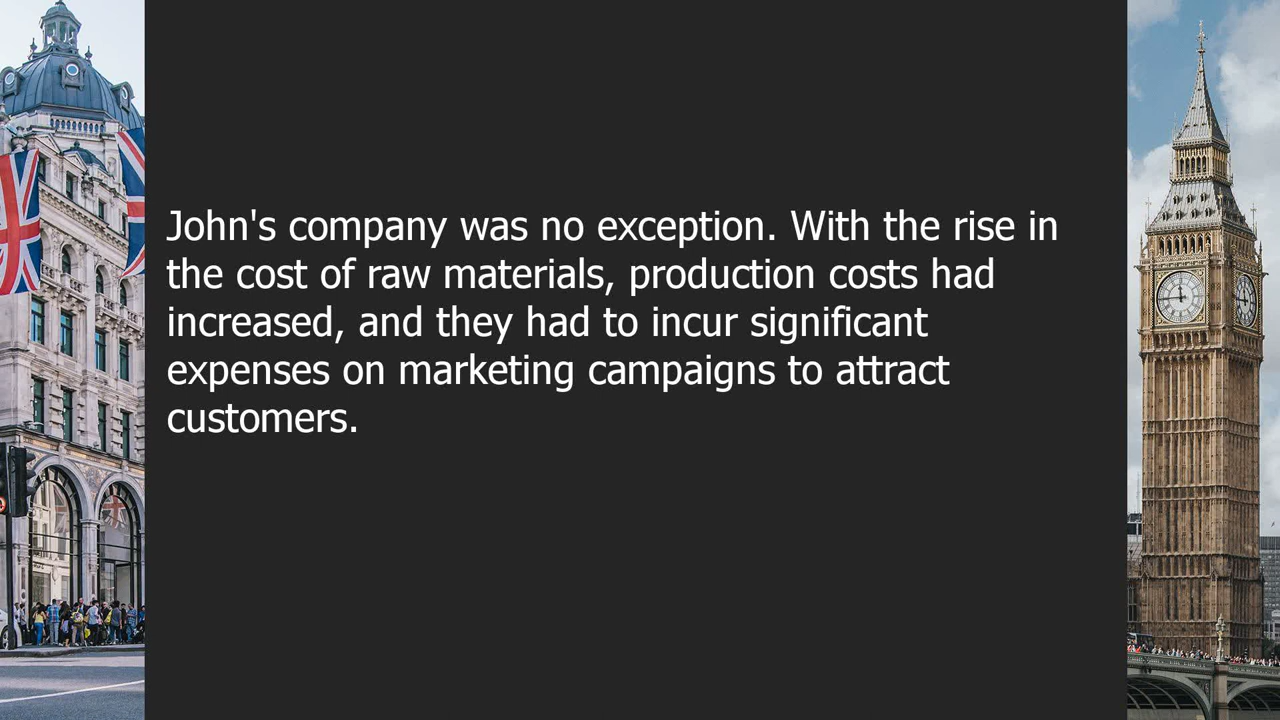 John's company was no exception. With the rise in
the cost of raw materials, production costs had
increased, and they had to incur significant
expenses on marketing campaigns to attract
customers.